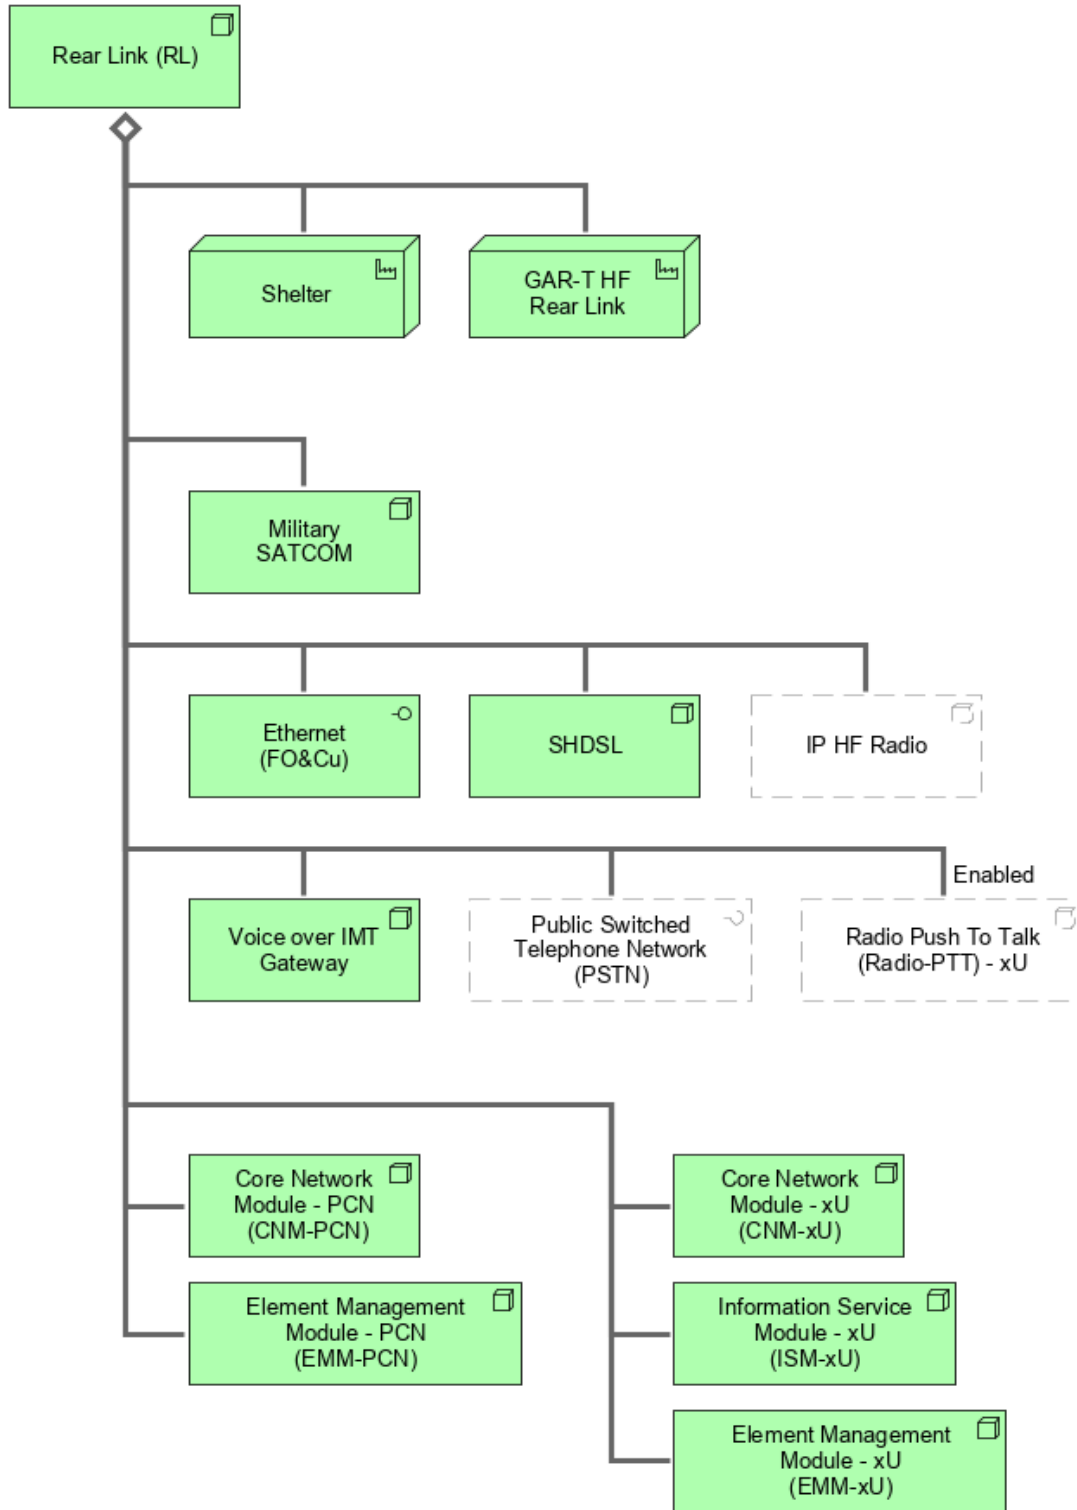 Rear Link (RL)
Shelter
GAR-T HF
Rear Link
Military
SATCOM
Ethernet
(FO&Cu)
SHDSL
IP HF Radio
Enabled
Voice over IMT
Gateway
Public Switched
Telephone Network
(PSTN)
Radio Push To Talk
(Radio-PTT) - xU
Core Network
Module - PCN
(CNM-PCN)
Core Network
Module - xU
(CNM-xU)
Element Management
Module - PCN
(EMM-PCN)
Information Service
Module - xU
(ISM-xU)
Element Management
Module - xU
(EMM-xU)